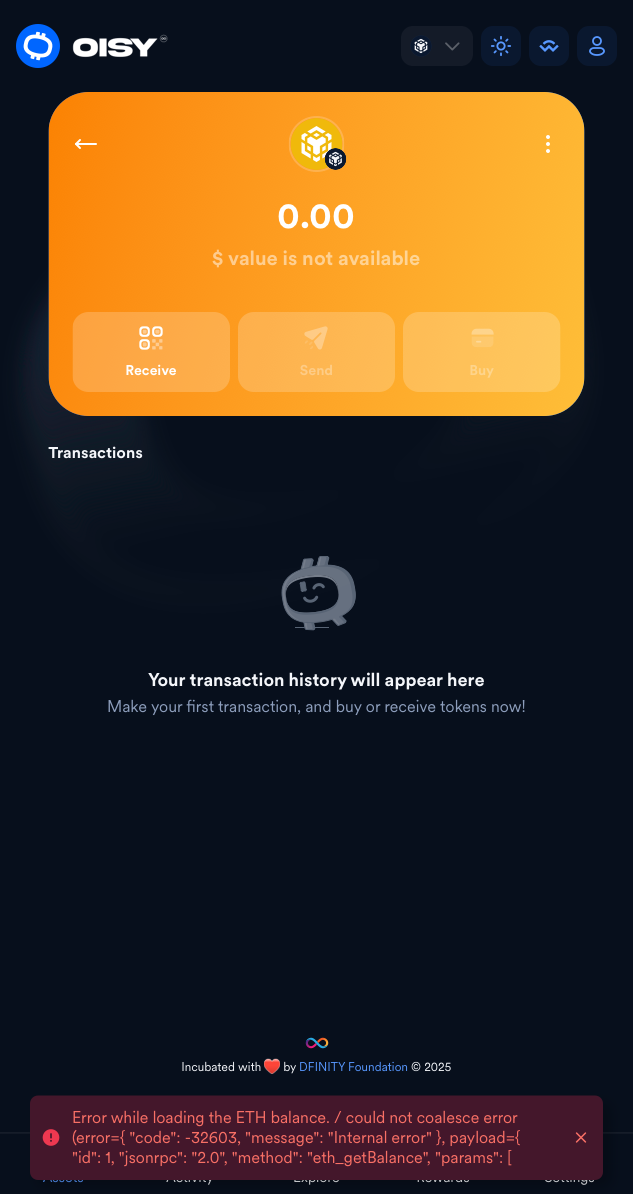 OISY
0.00
$ value is not available
Receive
Send
Buy
Transactions
Your transaction history will appear here
Make your first transaction, and buy or receive tokens now!
Incubated with ❤️ by DFINITY Foundation © 2025
Error while loading the ETH balance. / could not coalesce error
(error={ "code": -32603, "message": "Internal error" }, payload={
"id": 1, "jsonrpc": "2.0", "method": "eth_getBalance", "params": [
Assets Activity Explore Rewards Settings